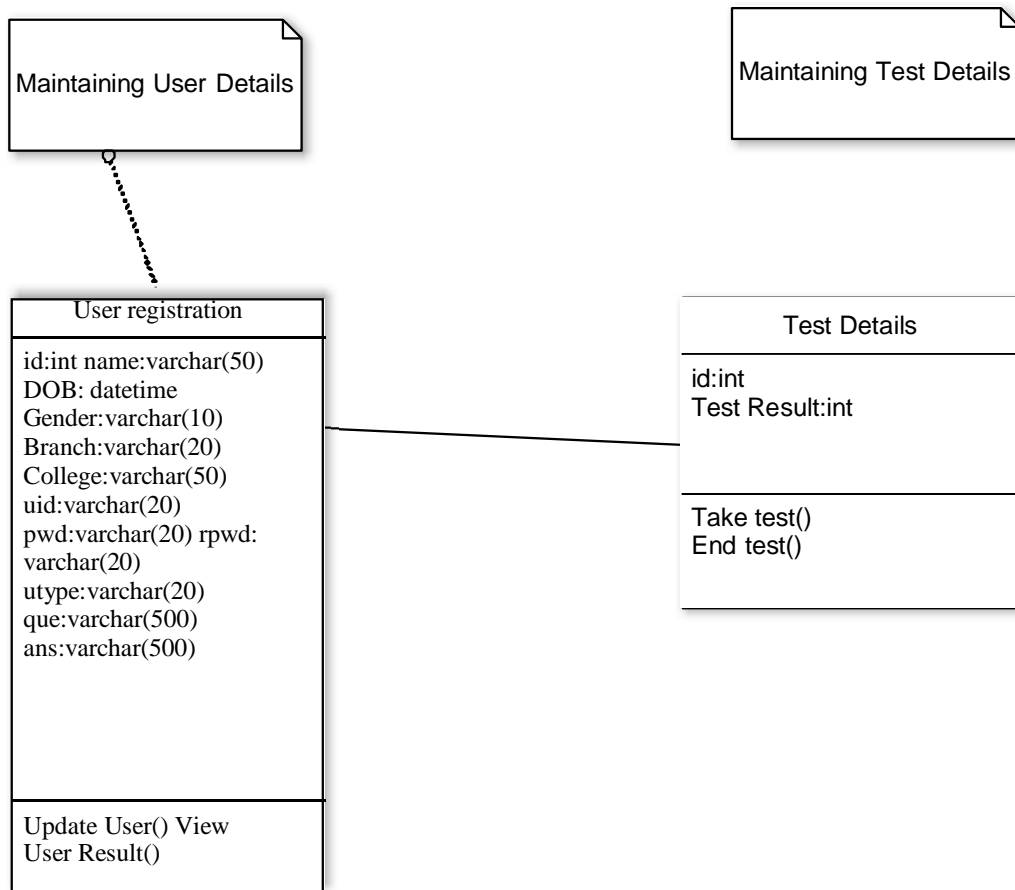 Maintaining User Details
Maintaining Test Details
User registration
id:int name:varchar(50)
DOB: datetime
Gender:varchar(10)
Branch:varchar(20)
College:varchar(50)
uid:varchar(20)
pwd:varchar(20) rpwd:
varchar(20)
utype:varchar(20)
que:varchar(500)
ans:varchar(500)
Update User() View
User Result()
Test Details
id:int
Test Result:int
Take test()
End test()